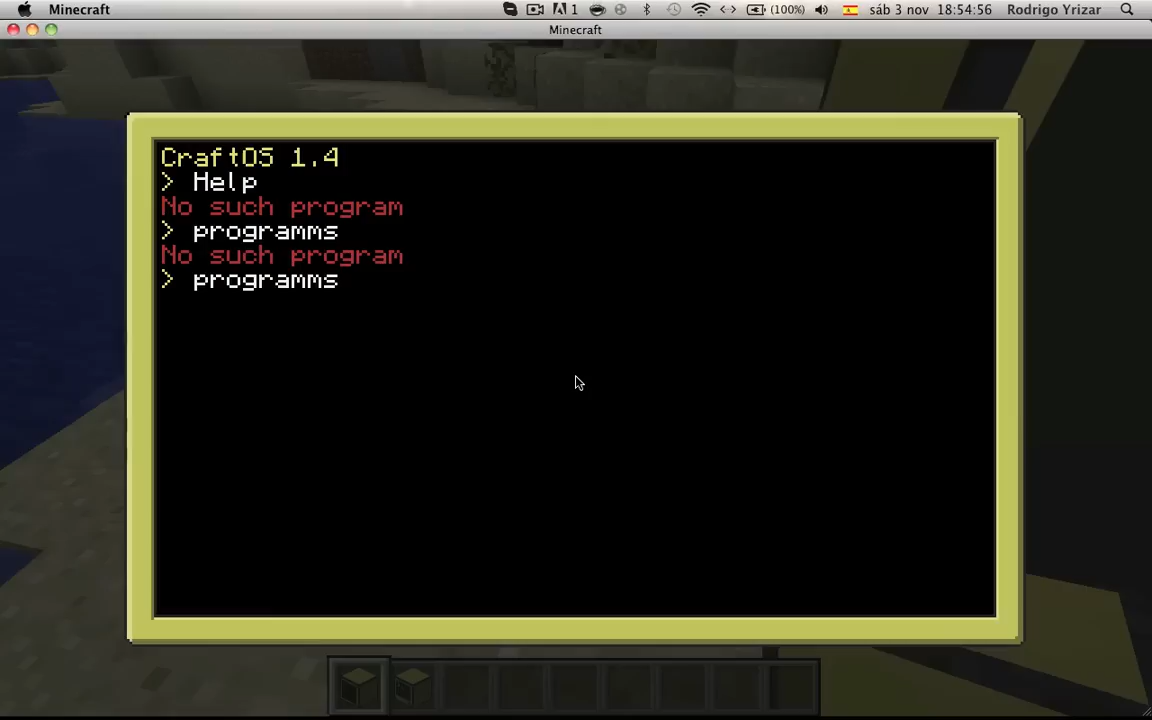 Minecraft 1 (100%) sáb 3 nov 18:54:56 Rodrigo Yrizar
Minecraft
CraftOS 1.4
> Help
No such program
> programms
No such program
> programms